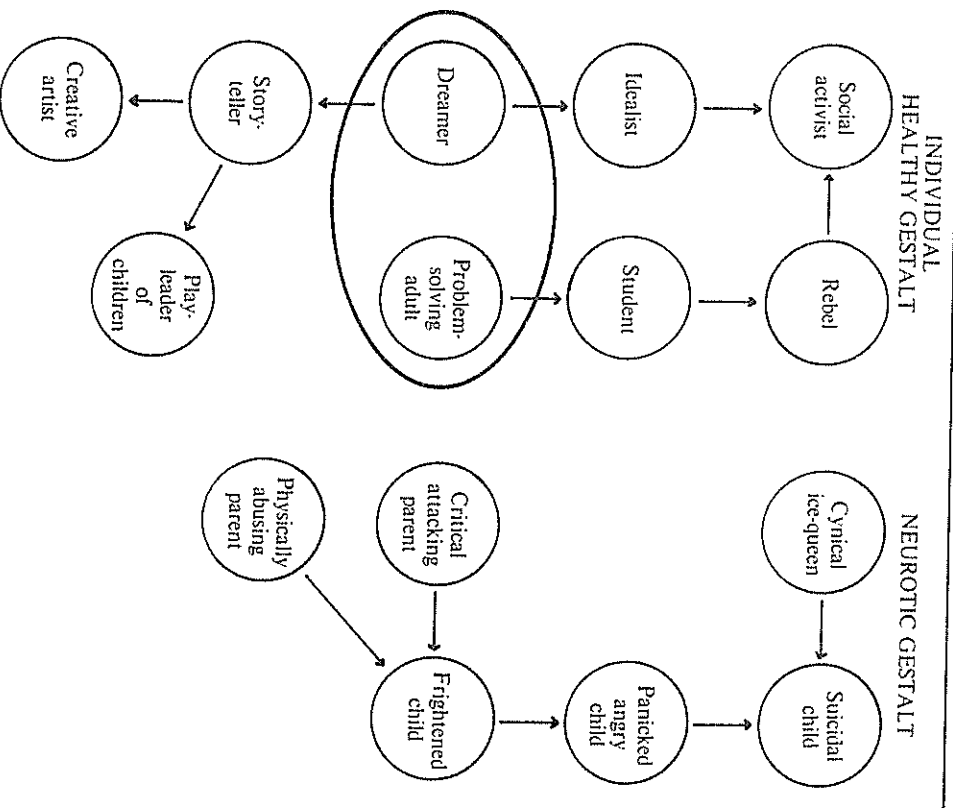 INDIVIDUAL
HEALTHY GESTALT
NEUROTIC GESTALT
Social
activist
Rebel
Cynical
ice-queen
Suicidal
child
Idealist
Student
Panicked
angry
child
Dreamer
Problem-
solving
adult
Critical
attacking
parent
Frightened
child
Story-
teller
Physically
abusing
parent
Play-
leader
of
children
Creative
artist